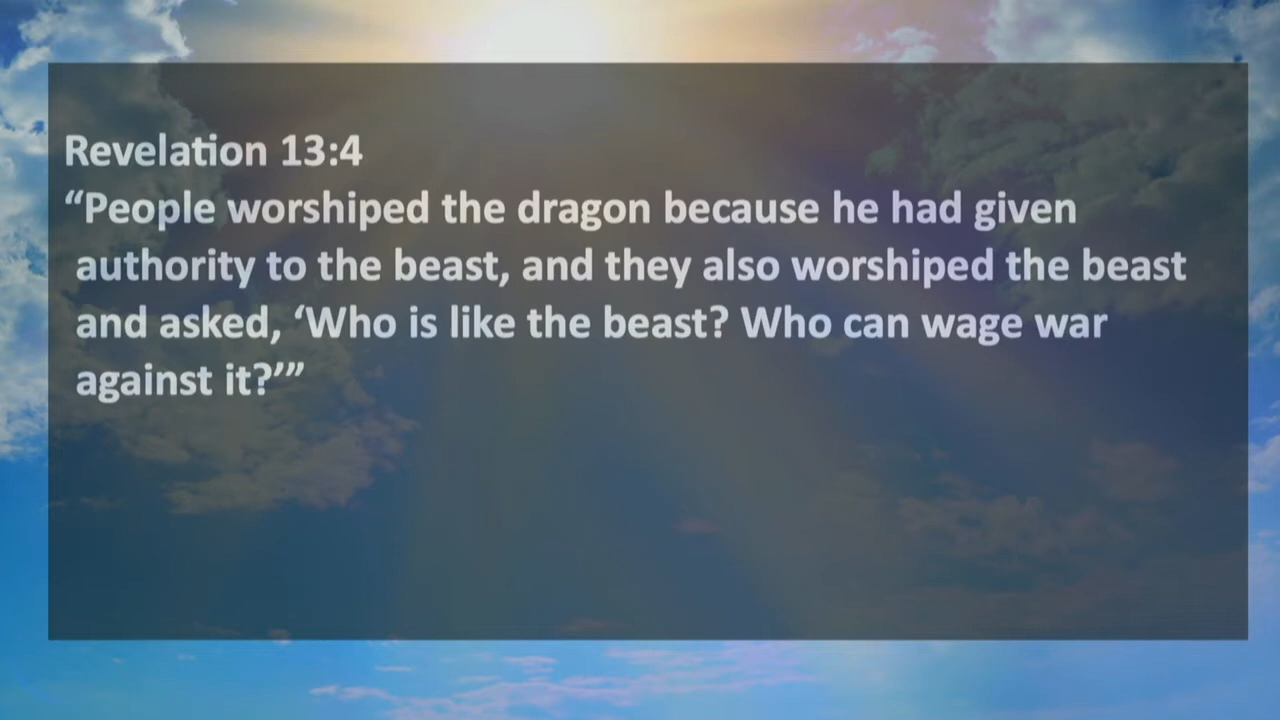 Revelation 13:4
“People worshiped the dragon because he had given
authority to the beast, and they also worshiped the beast
and asked, ‘Who is like the beast? Who can wage war
against it?’”